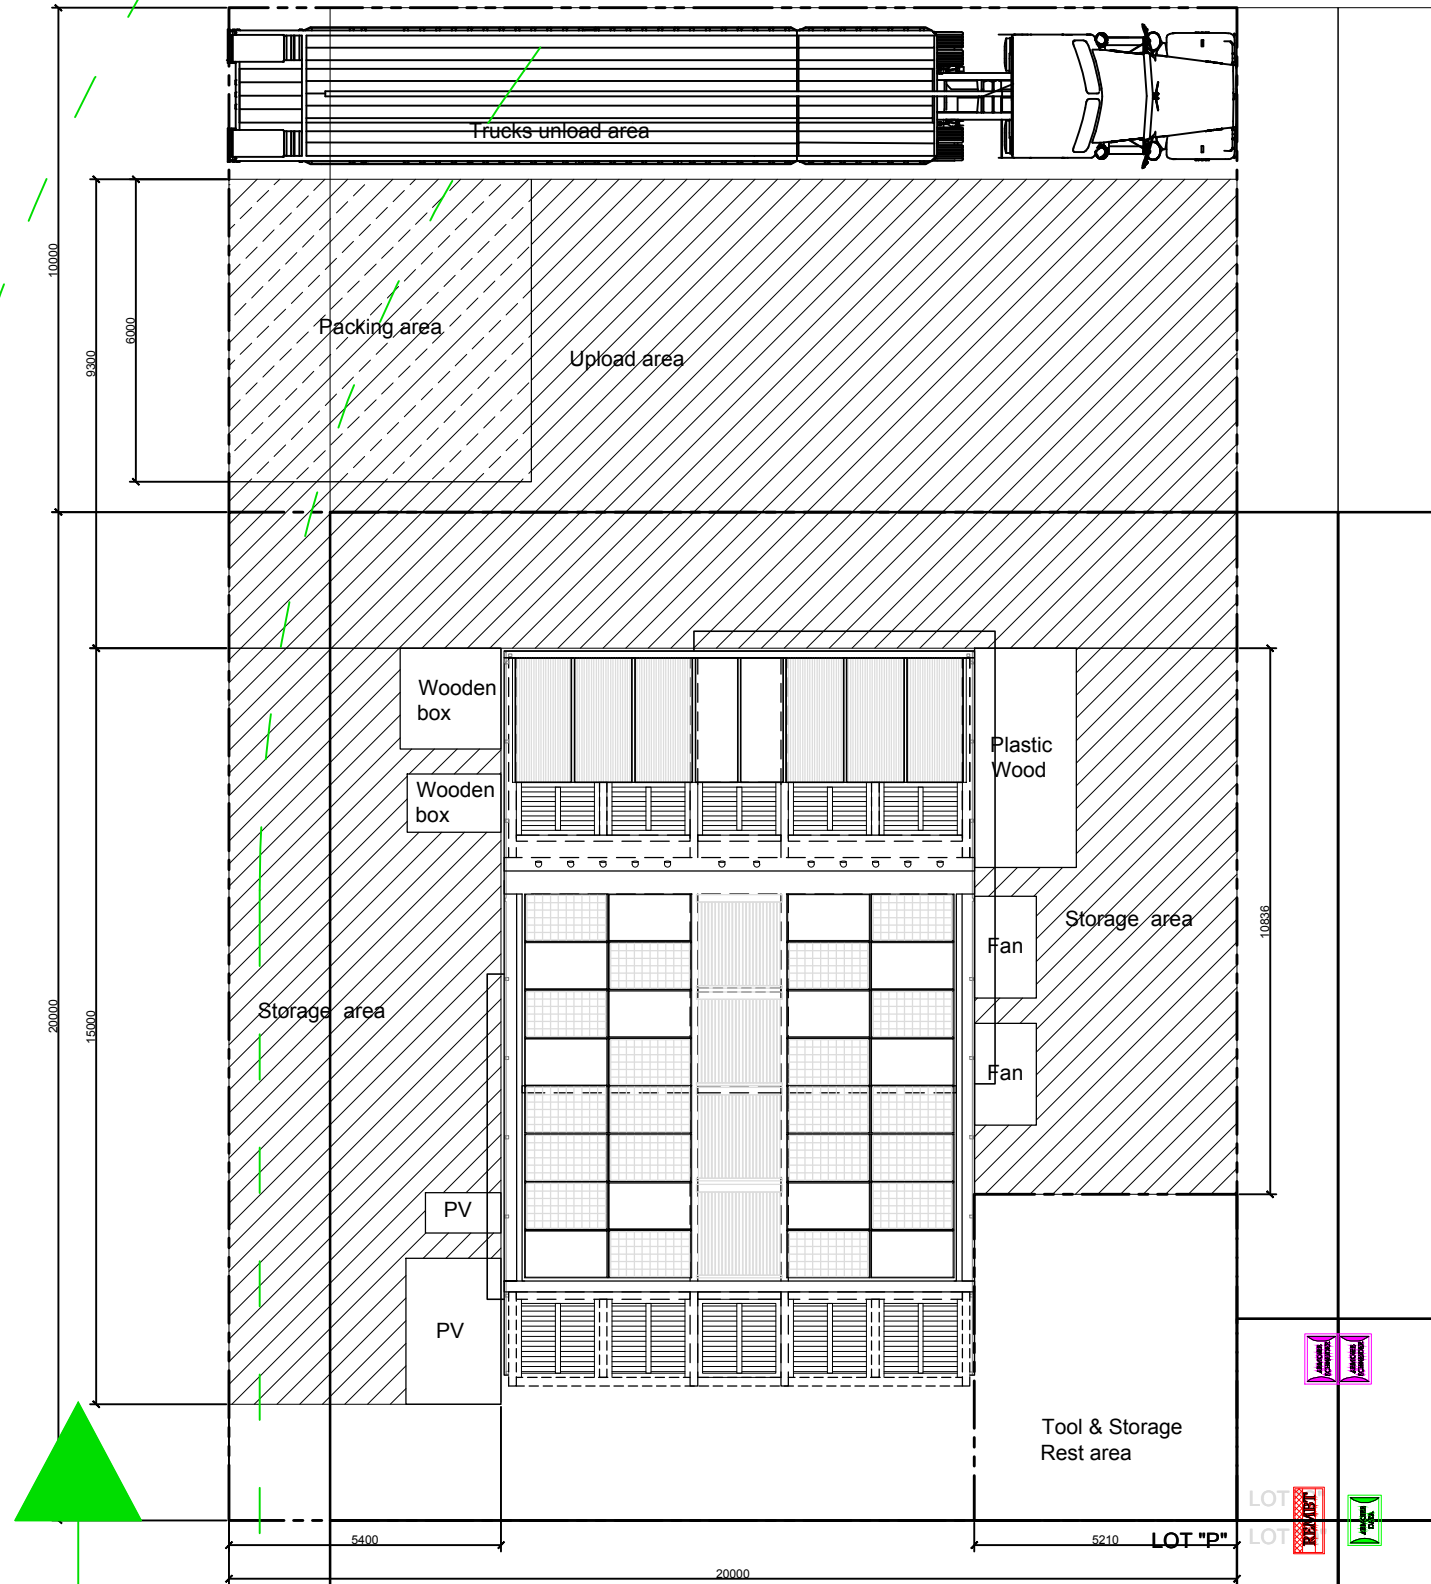 Trucks unload area
10000
6000
9300
Packing area
Upload area
Wooden
box
Plastic
Wood
Wooden
box
Storage area
10836
Fan
Storage area
20000
15000
Fan
PV
PV
Tool & Storage
Rest area
LOT
REMBT
LOT
LOT "P"
5400
5210
20000